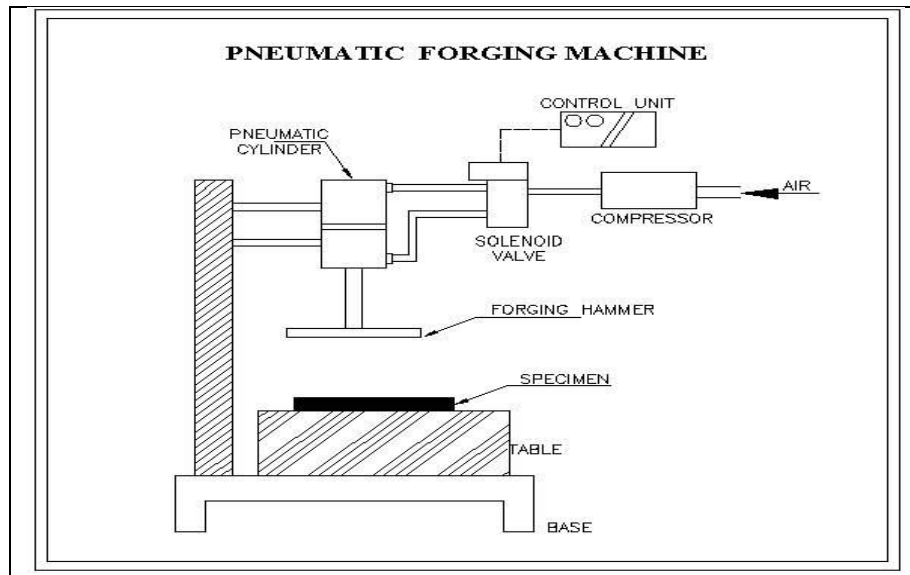 PNEUMATIC FORGING MACHINE
CONTROL UNIT
PNEUMATIC
CYLINDER
AIR
COMPRESSOR
SOLENOID
VALVE
FORGING HAMMER
SPECIMEN
TABLE
BASE